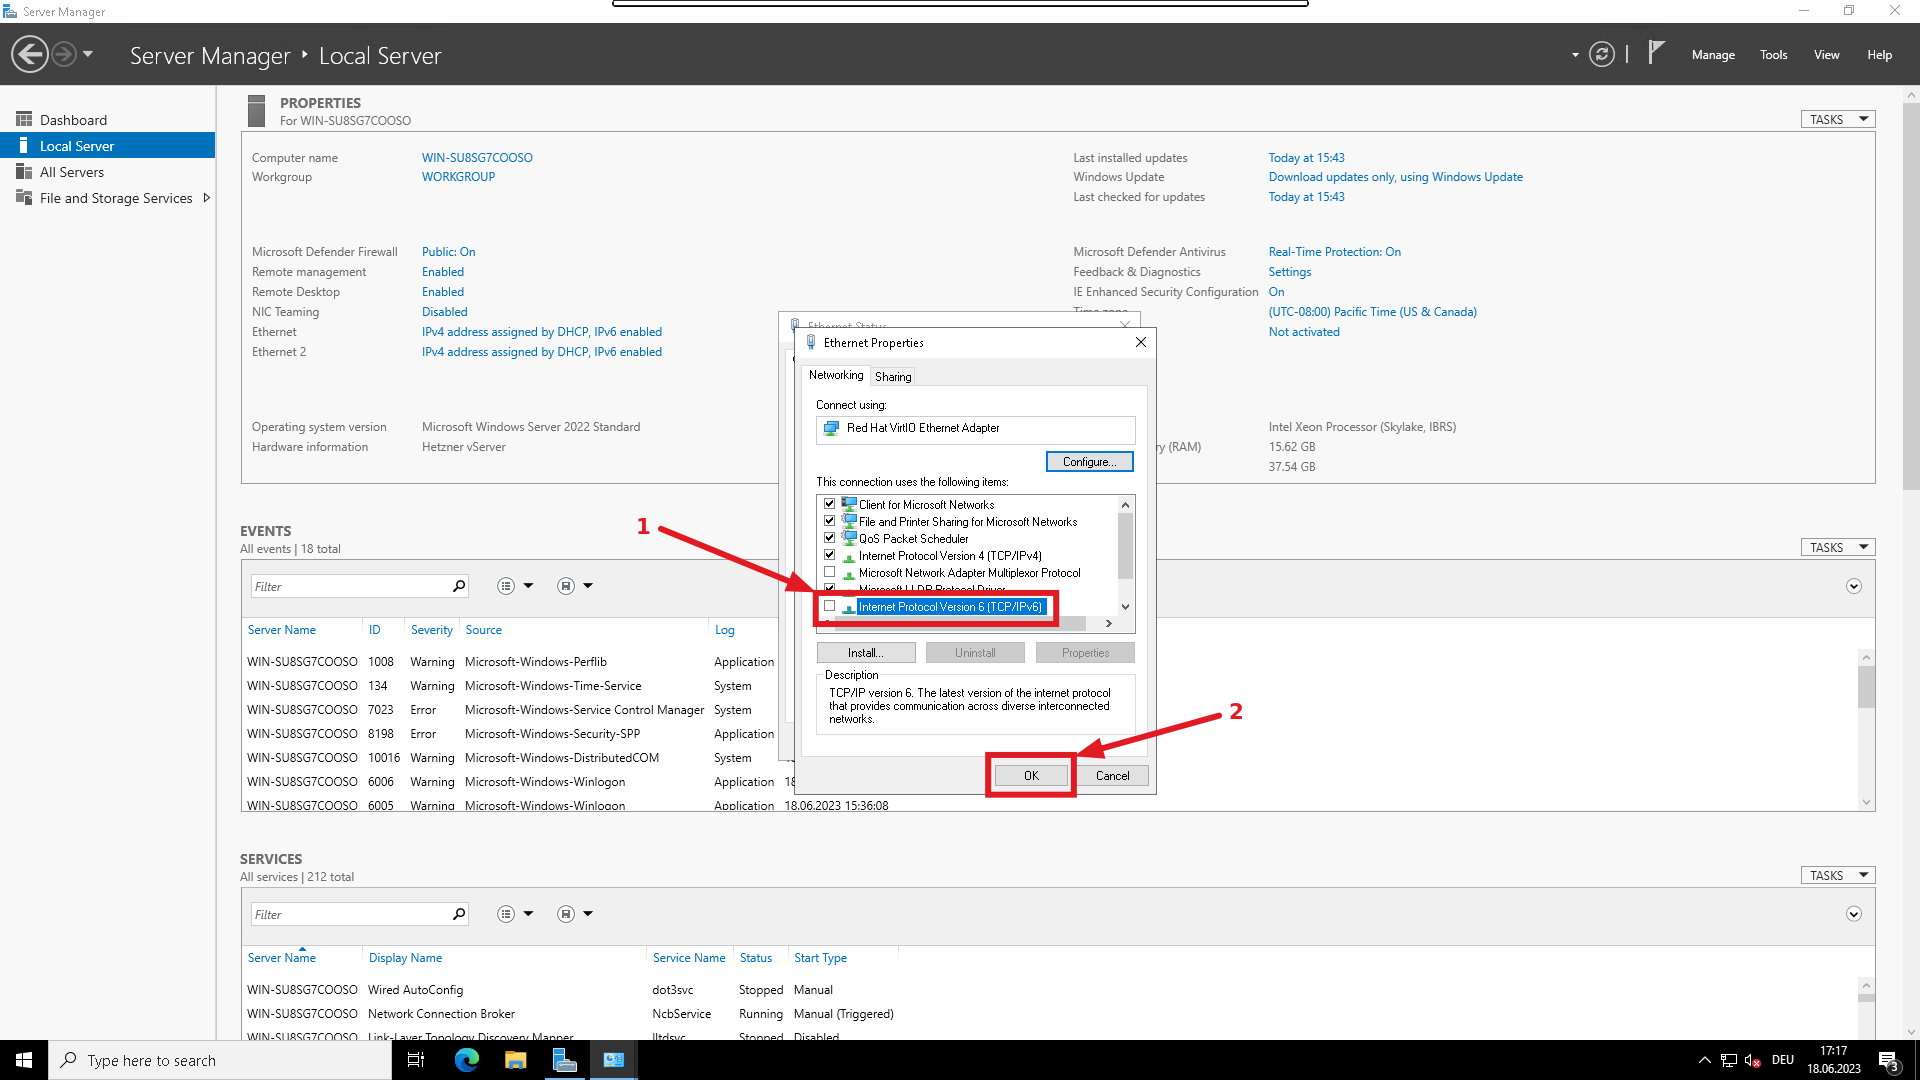 Server Manager
Server Manager ‣ Local Server
Manage Tools View Help
Dashboard
Local Server
All Servers
File and Storage Services
PROPERTIES
For WIN-SU8SG7COOSO
TASKS
Computer name WIN-SU8SG7COOSO
Workgroup WORKGROUP
Last installed updates Today at 15:43
Windows Update Download updates only, using Windows Update
Last checked for updates Today at 15:43
Microsoft Defender Firewall Public: On
Remote management Enabled
Remote Desktop Enabled
NIC Teaming Disabled
Ethernet IPv4 address assigned by DHCP, IPv6 enabled
Ethernet 2 IPv4 address assigned by DHCP, IPv6 enabled
Microsoft Defender Antivirus Real-Time Protection: On
Feedback & Diagnostics Settings
IE Enhanced Security Configuration On
Time zone (UTC-08:00) Pacific Time (US & Canada)
Not activated
Operating system version Microsoft Windows Server 2022 Standard
Hardware information Hetzner vServer
Intel Xeon Processor (Skylake, IBRS)
(RAM) 15.62 GB
37.54 GB
Ethernet Status
Ethernet Properties
Networking Sharing
Connect using:
Red Hat VirtIO Ethernet Adapter
Configure...
This connection uses the following items:
Client for Microsoft Networks
File and Printer Sharing for Microsoft Networks
QoS Packet Scheduler
Internet Protocol Version 4 (TCP/IPv4)
Microsoft Network Adapter Multiplexor Protocol
Microsoft LLDP Protocol Driver
Internet Protocol Version 6 (TCP/IPv6)
Install... Uninstall Properties
Description
TCP/IP version 6. The latest version of the internet protocol
that provides communication across diverse interconnected
networks.
OK Cancel
1
2
EVENTS
All events | 18 total
TASKS
Filter
Server Name ID Severity Source Log
WIN-SU8SG7COOSO 1008 Warning Microsoft-Windows-Perflib Application
WIN-SU8SG7COOSO 134 Warning Microsoft-Windows-Time-Service System
WIN-SU8SG7COOSO 7023 Error Microsoft-Windows-Service Control Manager System
WIN-SU8SG7COOSO 8198 Error Microsoft-Windows-Security-SPP Application
WIN-SU8SG7COOSO 10016 Warning Microsoft-Windows-DistributedCOM System
WIN-SU8SG7COOSO 6006 Warning Microsoft-Windows-Winlogon Application 18
WIN-SU8SG7COOSO 6005 Warning Microsoft-Windows-Winlogon Application 18.06.2023 15:36:08
SERVICES
All services | 212 total
TASKS
Filter
Server Name Display Name Service Name Status Start Type
WIN-SU8SG7COOSO Wired AutoConfig dot3svc Stopped Manual
WIN-SU8SG7COOSO Network Connection Broker NcbService Running Manual (Triggered)
WIN-SU8SG7COOSO Link-Layer Topology Discovery Mapper lltdsvc Stopped Disabled
Type here to search
DEU
17:17
18.06.2023
3